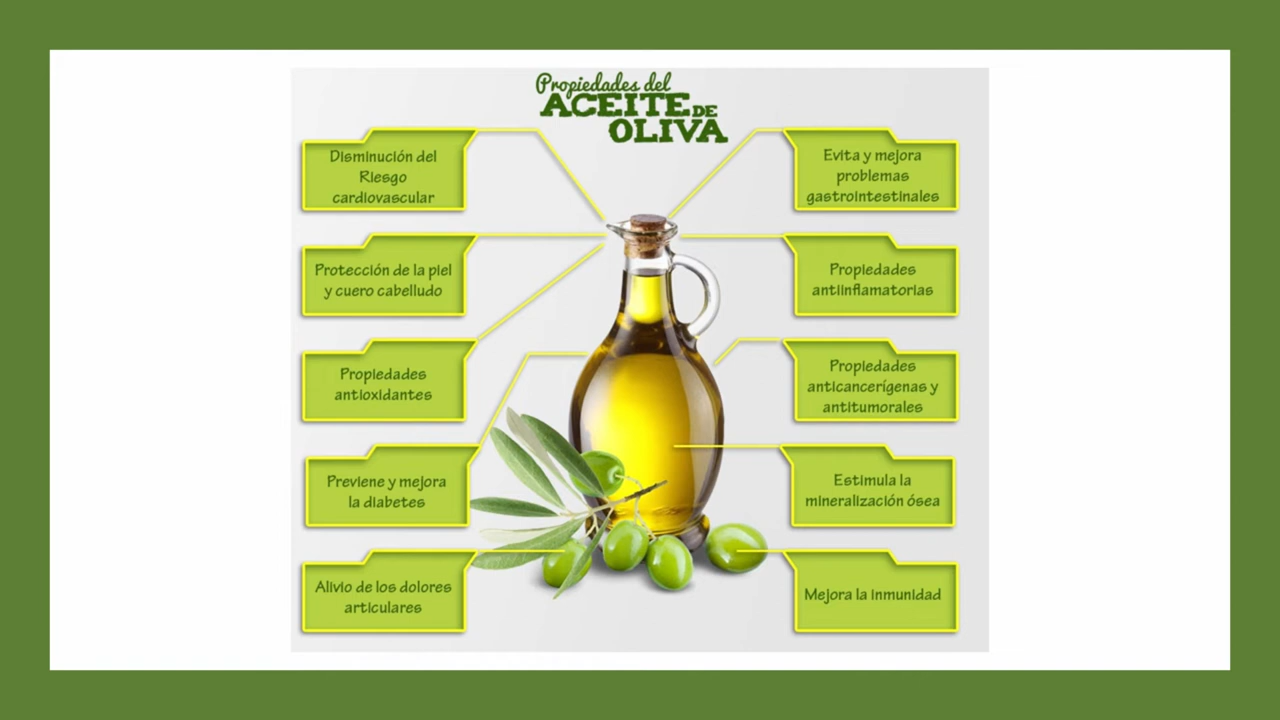 Propiedades del
ACEITE DE
OLIVA
Disminución del
Riesgo
cardiovascular
Protección de la piel
y cuero cabelludo
Propiedades
antioxidantes
Previene y mejora
la diabetes
Alivio de los dolores
articulares
Evita y mejora
problemas
gastrointestinales
Propiedades
antiinflamatorias
Propiedades
anticancerígenas y
antitumorales
Estimula la
mineralización ósea
Mejora la inmunidad